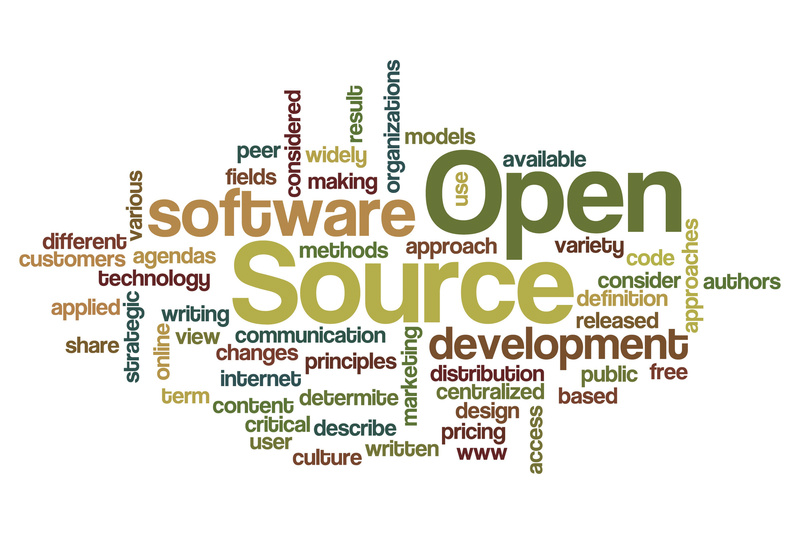 organizations
result
considered
models
peer
widely
available
Open
use
fields
making
various
software
different
customers
agendas
methods
approach
variety
approaches
code
technology
Source
consider
authors
definition
applied
strategic
writing
released
share
online
view
communication
marketing
development
changes
principles
internet
distribution
public
free
term
content
determite
centralized
based
design
access
critical
describe
user
pricing
culture
written
www